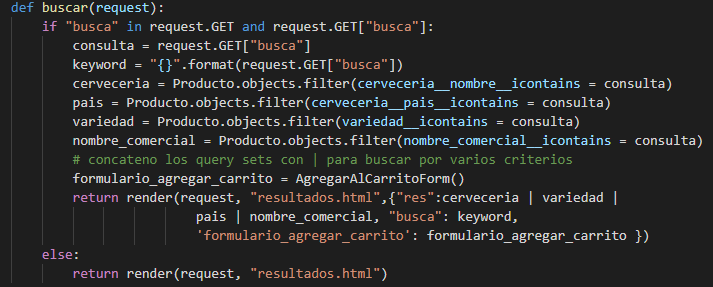 def buscar(request):
    if "busca" in request.GET and request.GET["busca"]:
        consulta = request.GET["busca"]
        keyword = "{}".format(request.GET["busca"])
        cerveceria = Producto.objects.filter(cerveceria__nombre__icontains = consulta)
        pais = Producto.objects.filter(cerveceria__pais__icontains = consulta)
        variedad = Producto.objects.filter(variedad__icontains = consulta)
        nombre_comercial = Producto.objects.filter(nombre_comercial__icontains = consulta)
        # concateno los query sets con | para buscar por varios criterios
        formulario_agregar_carrito = AgregarAlCarritoForm()
        return render(request, "resultados.html",{"res":cerveceria | variedad |
                        pais | nombre_comercial, "busca": keyword,
                        'formulario_agregar_carrito': formulario_agregar_carrito })
    else:
        return render(request, "resultados.html")